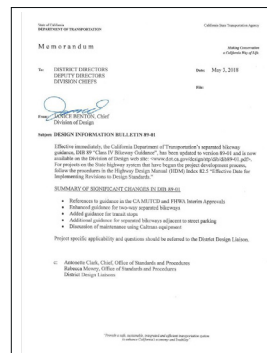 State of California
DEPARTMENT OF TRANSPORTATION
California State Transportation Agency
Memorandum
Making Conservation
a California Way of Life.
To: DISTRICT DIRECTORS
DEPUTY DIRECTORS
DIVISION CHIEFS
Date: May 3, 2018
File:
From: JANICE BENTON, Chief
Division of Design
Subject: DESIGN INFORMATION BULLETIN 89-01
Effective immediately, the California Department of Transportation's separated bikeway
guidance, DIB 89 "Class IV Bikeway Guidance", has been updated to version 89-01 and is now
available on the Division of Design web site: <www.dot.ca.gov/design/stp/dib/dib89-01.pdf>.
For projects on the State highway system that have begun the project development process,
follow the procedures in the Highway Design Manual (HDM) Index 82.5 "Effective Date for
Implementing Revisions to Design Standards."
SUMMARY OF SIGNIFICANT CHANGES IN DIB 89-01
• References to guidance in the CA MUTCD and FHWA Interim Approvals
• Enhanced guidance for two-way separated bikeways
• Added guidance for transit stops
• Additional guidance for separated bikeways adjacent to street parking
• Discussion of maintenance using Caltrans equipment
Project specific applicability and questions should be referred to the District Design Liaison.
c: Antonette Clark, Chief, Office of Standards and Procedures
Rebecca Mowry, Office of Standards and Procedures
District Design Liaisons
"Provide a safe, sustainable, integrated and efficient transportation system
to enhance California's economy and livability"